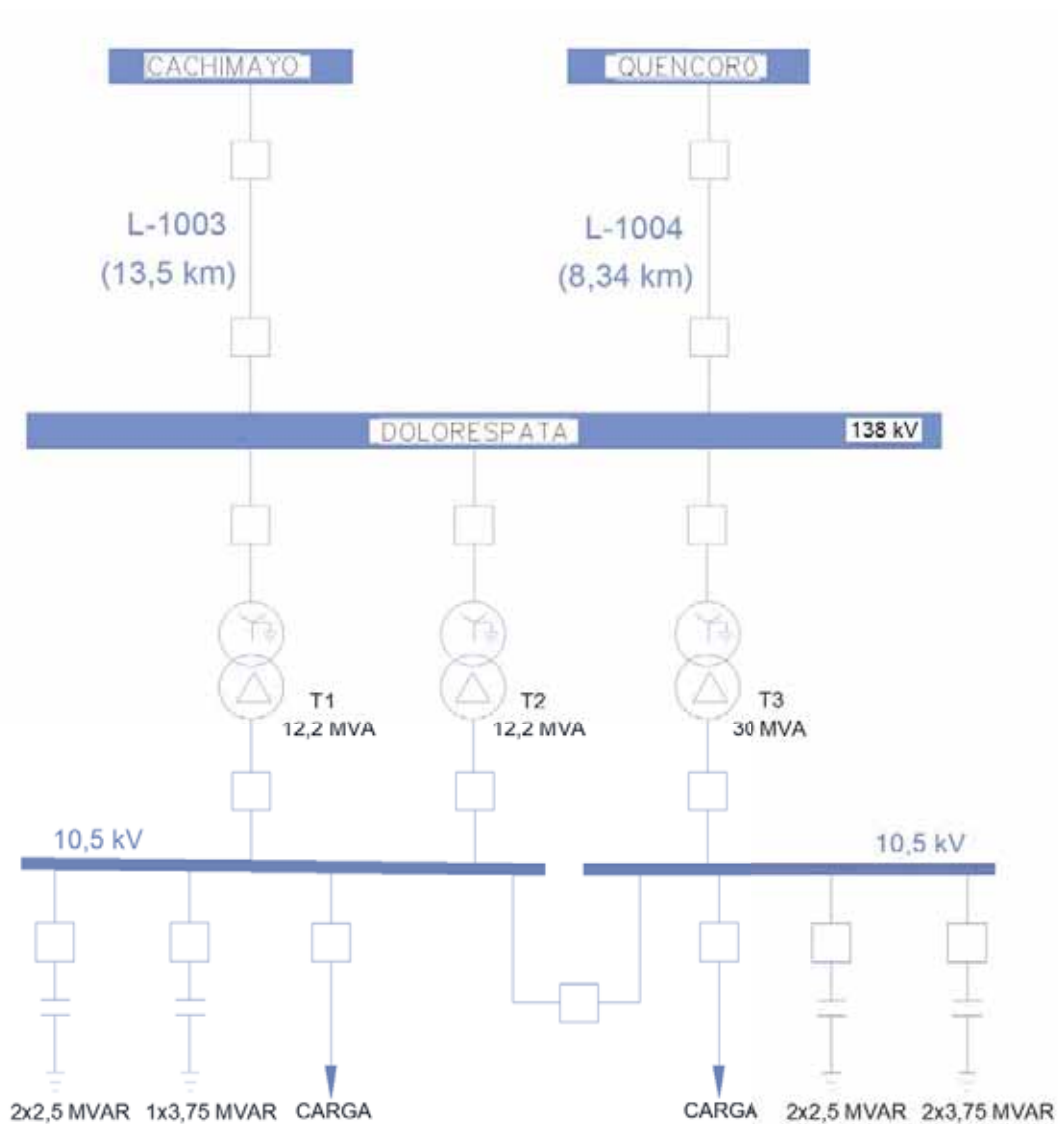 CACHIMAYO
QUENCORO
L-1003
(13,5 km)
L-1004
(8,34 km)
DOLORESPATA
138 kV
T1
12,2 MVA
T2
12,2 MVA
T3
30 MVA
10,5 kV
10,5 kV
2x2,5 MVAR
1x3,75 MVAR
CARGA
CARGA
2x2,5 MVAR
2x3,75 MVAR